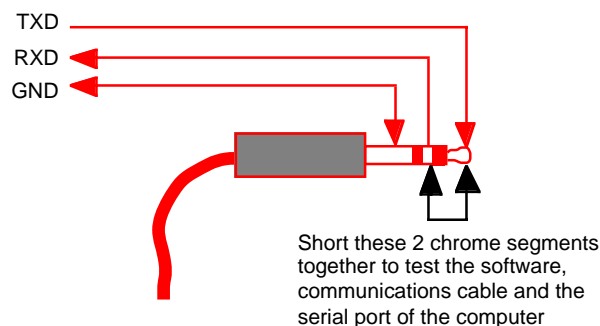 TXD
RXD
GND
Short these 2 chrome segments
together to test the software,
communications cable and the
serial port of the computer